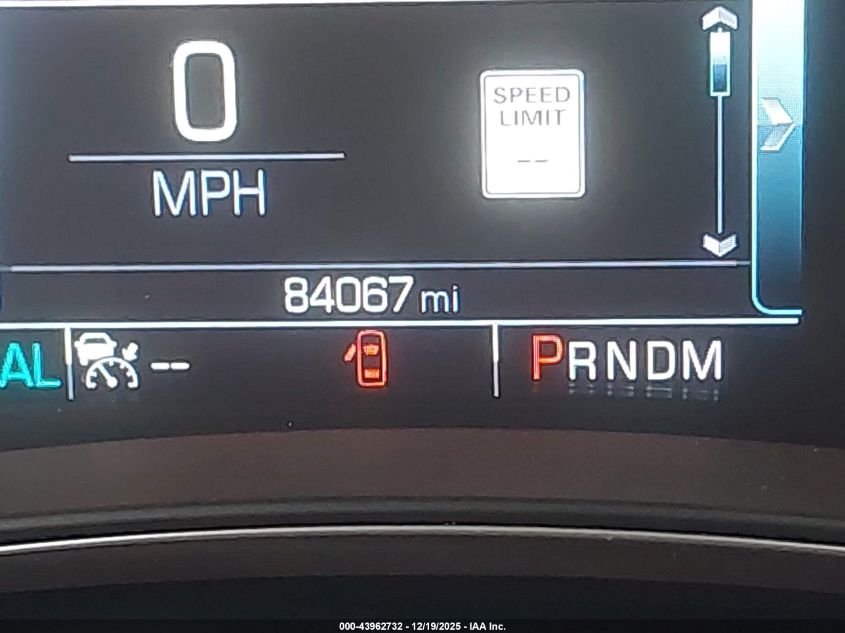 0
MPH
SPEED
LIMIT
--
84067 mi
AL
--
PRNDM
000-43962732 - 12/19/2025 - IAA Inc.